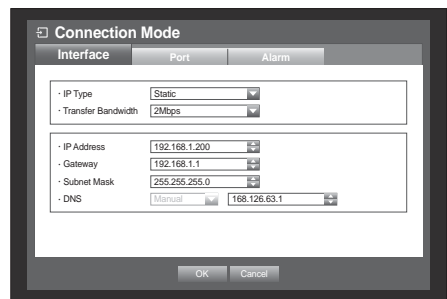 Connection Mode
Interface Port Alarm
· IP Type Static
· Transfer Bandwidth 2Mbps
· IP Address 192.168.1.200
· Gateway 192.168.1.1
· Subnet Mask 255.255.255.0
· DNS Manual 168.126.63.1
OK Cancel